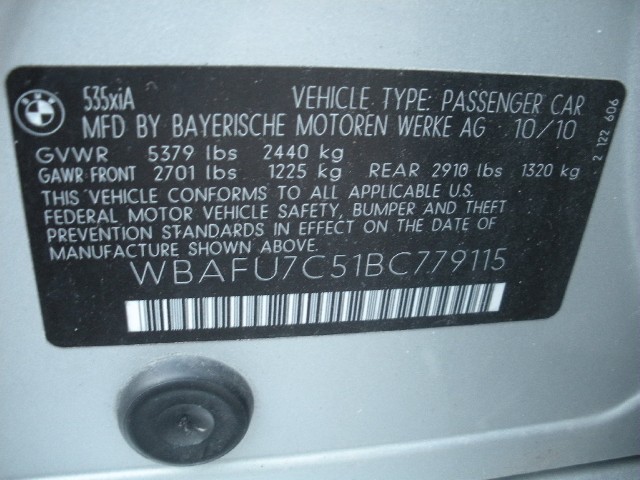 BMW
535xiA VEHICLE TYPE: PASSENGER CAR
MFD BY BAYERISCHE MOTOREN WERKE AG 10/10
GVWR 5379 lbs 2440 kg
GAWR FRONT 2701 lbs 1225 kg REAR 2910 lbs 1320 kg
THIS VEHICLE CONFORMS TO ALL APPLICABLE U.S.
FEDERAL MOTOR VEHICLE SAFETY, BUMPER AND THEFT
PREVENTION STANDARDS IN EFFECT ON THE DATE OF
MANUFACTURE SHOWN ABOVE.
WBAFU7C51BC779115
2 122 606